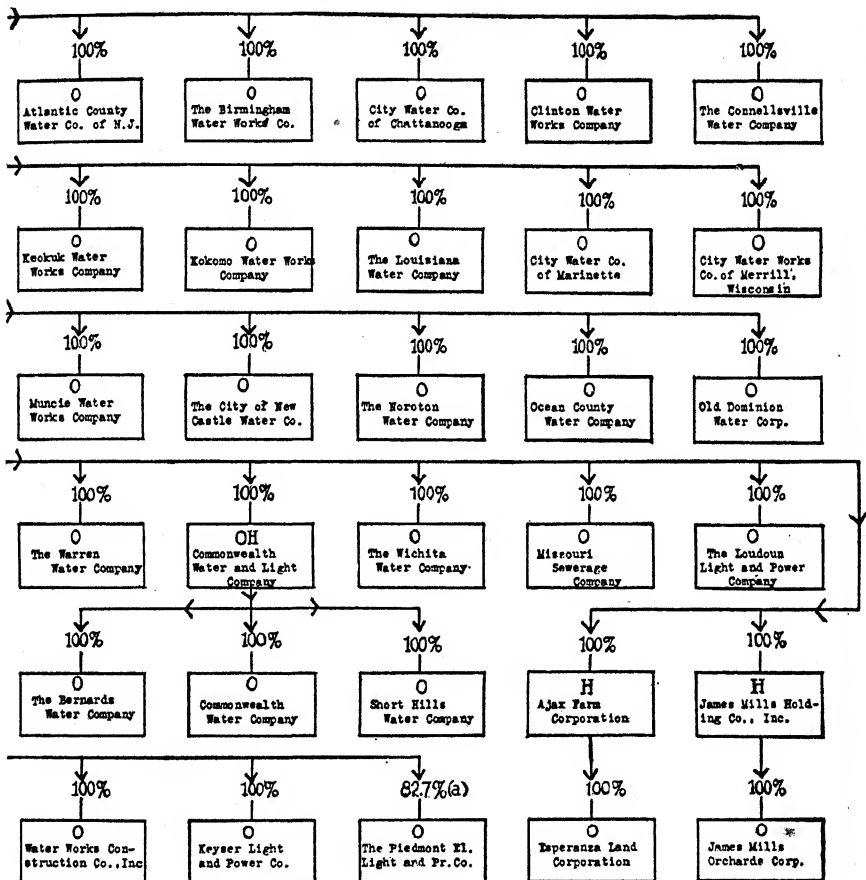 100% 100% 100% 100% 100%
O O O O O
Atlantic County The Birmingham City Water Co. Clinton Water The Connellsville
Water Co. of N.J. Water Works Co. of Chattanooga Works Company Water Company
100% 100% 100% 100% 100%
O O O O O
Keokuk Water Kokomo Water Works The Louisiana City Water Co. City Water Works
Works Company Company Water Company of Marinette Co. of Merrill,
Wisconsin
100% 100% 100% 100% 100%
O O O O O
Muncie Water The City of New The Noroton Ocean County Old Dominion
Works Company Castle Water Co. Water Company Water Company Water Corp.
100% 100% 100% 100% 100%
O OH O O O
The Warren Commonwealth The Wichita Missouri The Loudoun
Water Company Water and Light Water Company Sewerage Light and Power
Company Company Company
100% 100% 100% 100% 100%
O O O H H
The Bernards Commonwealth Short Hills Ajax Farm James Mills Hold-
Water Company Water Company Water Company Corporation ing Co., Inc.
100% 100% 82.7%(a) 100% 100%
O O O O O
Water Works Con- Keyser Light The Piedmont El. Esperanza Land James Mills
struction Co., Inc and Power Co. Light and Pr. Co. Corporation Orchards Corp.